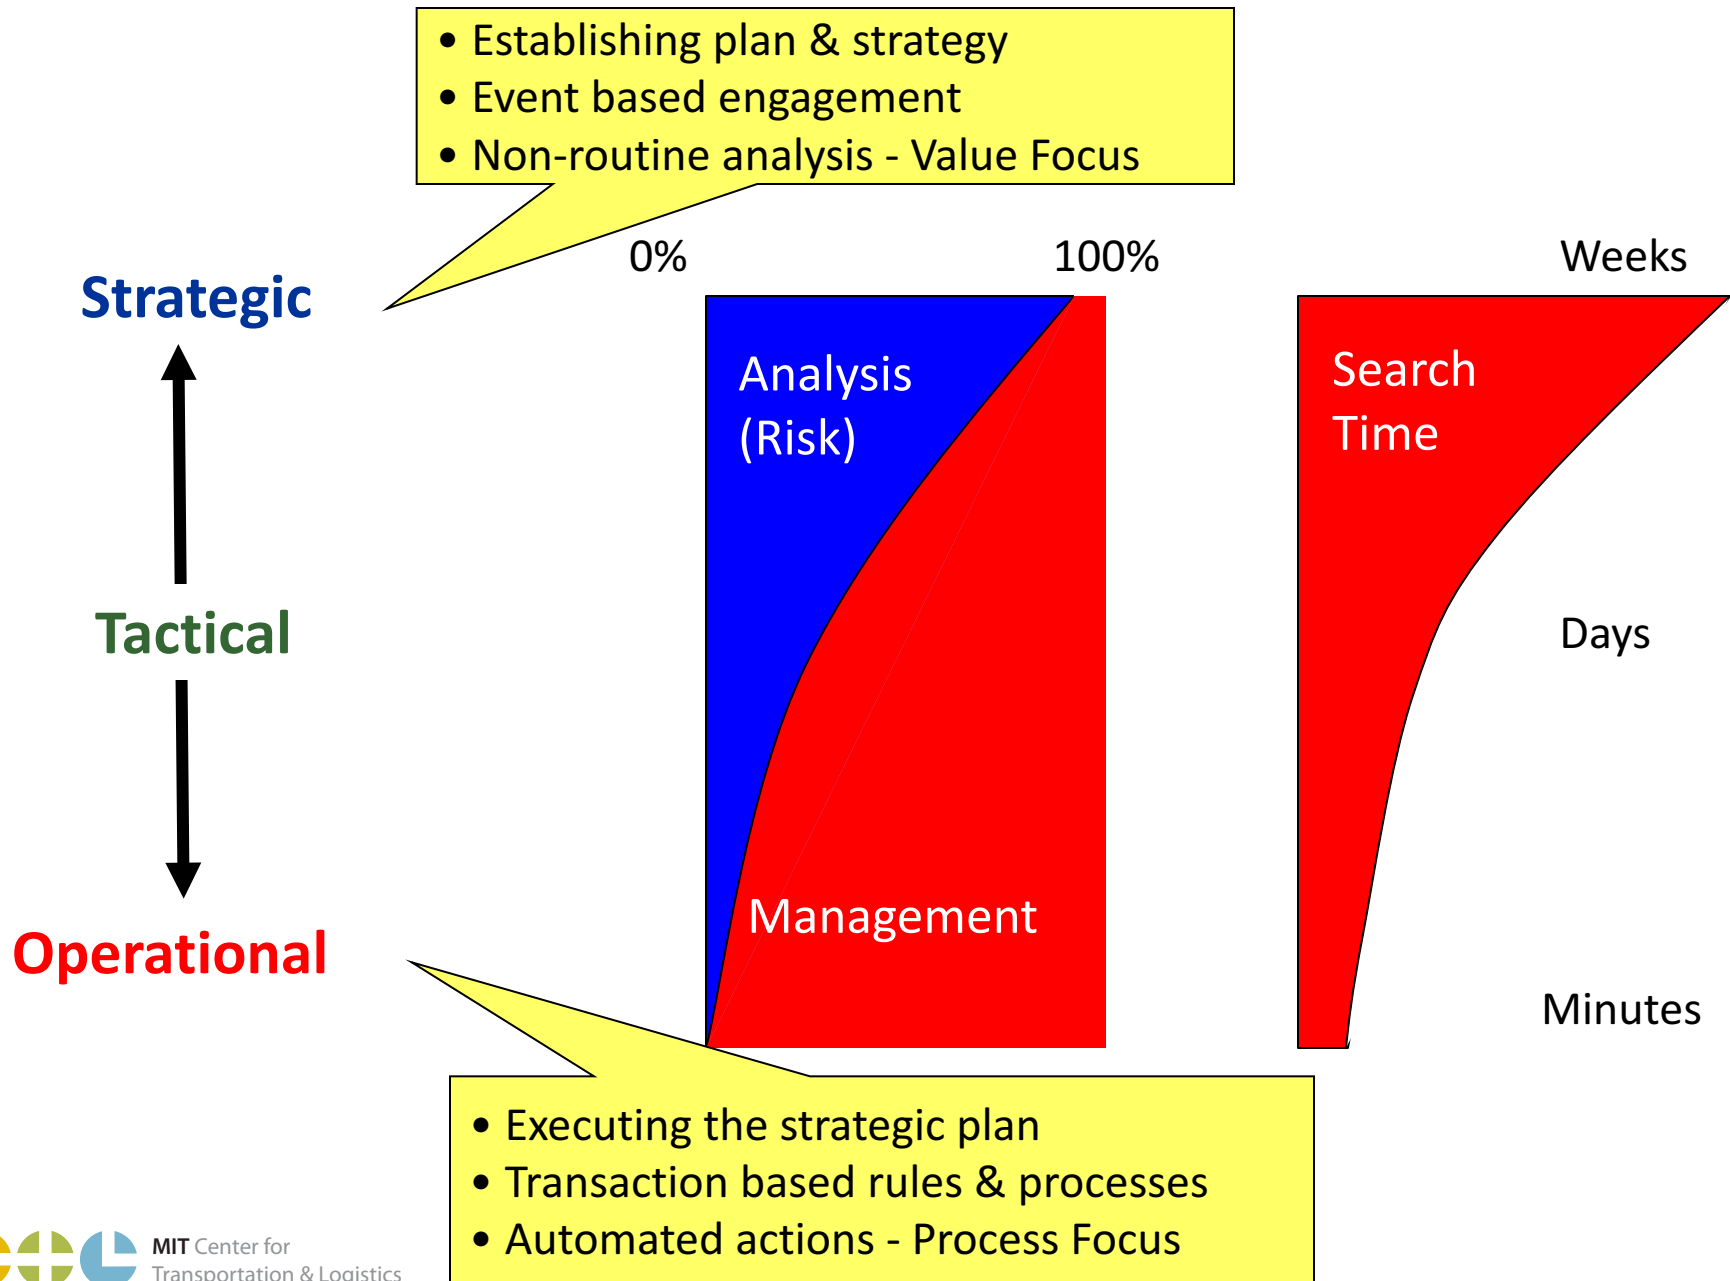 • Establishing plan & strategy
• Event based engagement
• Non-routine analysis - Value Focus
0%
100%
Weeks
Strategic
Analysis
(Risk)
Search
Time
Tactical
Days
Management
Operational
Minutes
• Executing the strategic plan
• Transaction based rules & processes
• Automated actions - Process Focus
MIT Center for
Transportation & Logistics